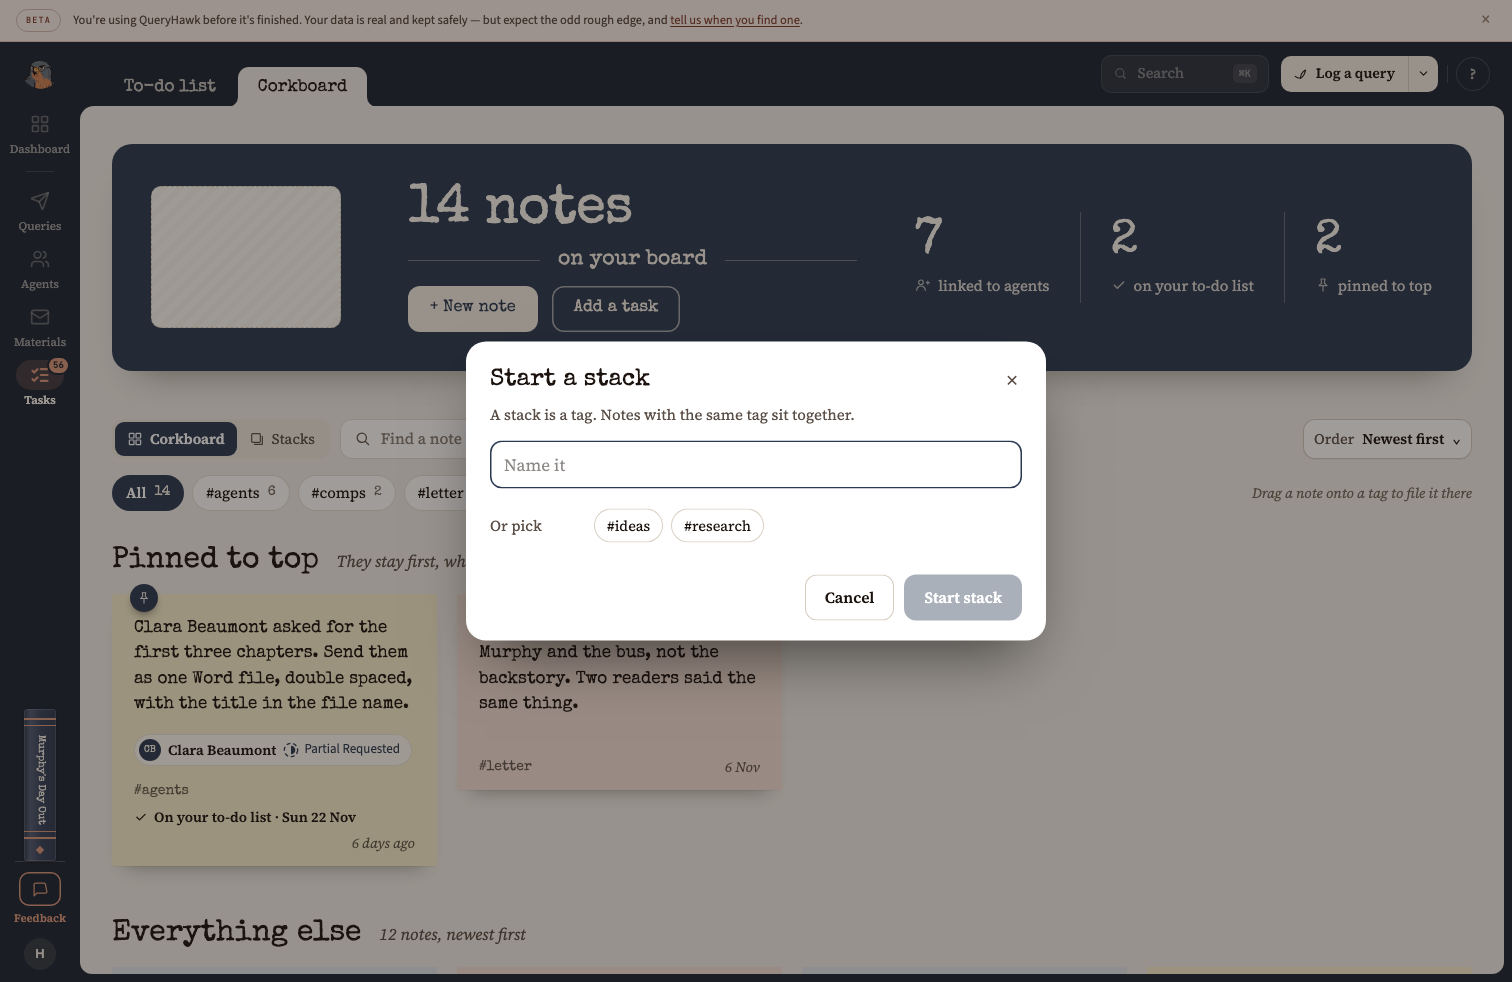 BETA
You're using QueryHawk before it's finished. Your data is real and kept safely — but expect the odd rough edge, and tell us when you find one.
To-do list
Corkboard
Search
⌘K
Log a query
?
Dashboard
Queries
Agents
Materials
56
Tasks
Murphy's Day Out
Feedback
H
14 notes
on your board
+ New note
Add a task
7
linked to agents
2
on your to-do list
2
pinned to top
Corkboard
Stacks
Find a note
Order Newest first
All 14
#agents 6
#comps 2
#letter
Drag a note onto a tag to file it there
Start a stack
A stack is a tag. Notes with the same tag sit together.
Name it
Or pick
#ideas
#research
Cancel
Start stack
Pinned to top
They stay first,
Clara Beaumont asked for the
first three chapters. Send them
as one Word file, double spaced,
with the title in the file name.
CB
Clara Beaumont
Partial Requested
#agents
On your to-do list · Sun 22 Nov
6 days ago
Murphy and the bus, not the
backstory. Two readers said the
same thing.
#letter
6 Nov
Everything else
12 notes, newest first